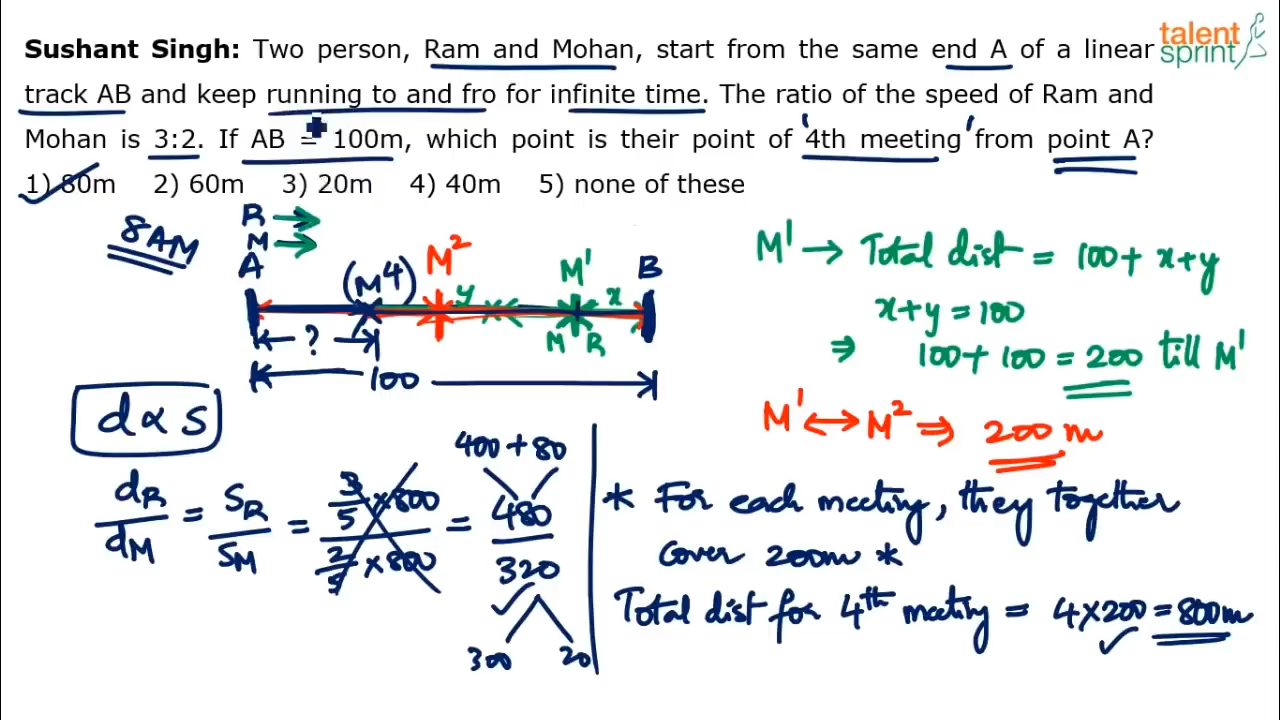 talent
sprint
Sushant Singh: Two person, Ram and Mohan, start from the same end A of a linear
track AB and keep running to and fro for infinite time. The ratio of the speed of Ram and
Mohan is 3:2. If AB = 100m, which point is their point of '4th meeting' from point A?
1) 80m 2) 60m 3) 20m 4) 40m 5) none of these
8AM
R →
M →
A (M4) M2 y M1 x B
M R
?
100
M1 → Total dist = 100 + x+y
x+y = 100
⇒ 100 + 100 = 200 till M1
M1 ↔ M2 ⇒ 200 m
d ∝ s
400 + 80
dR/dM = SR/SM = 3/5 × 800 / 2/5 × 800 = 480/320
300 20
* For each meeting, they together
cover 200m *
Total dist for 4th meeting = 4×200 = 800m